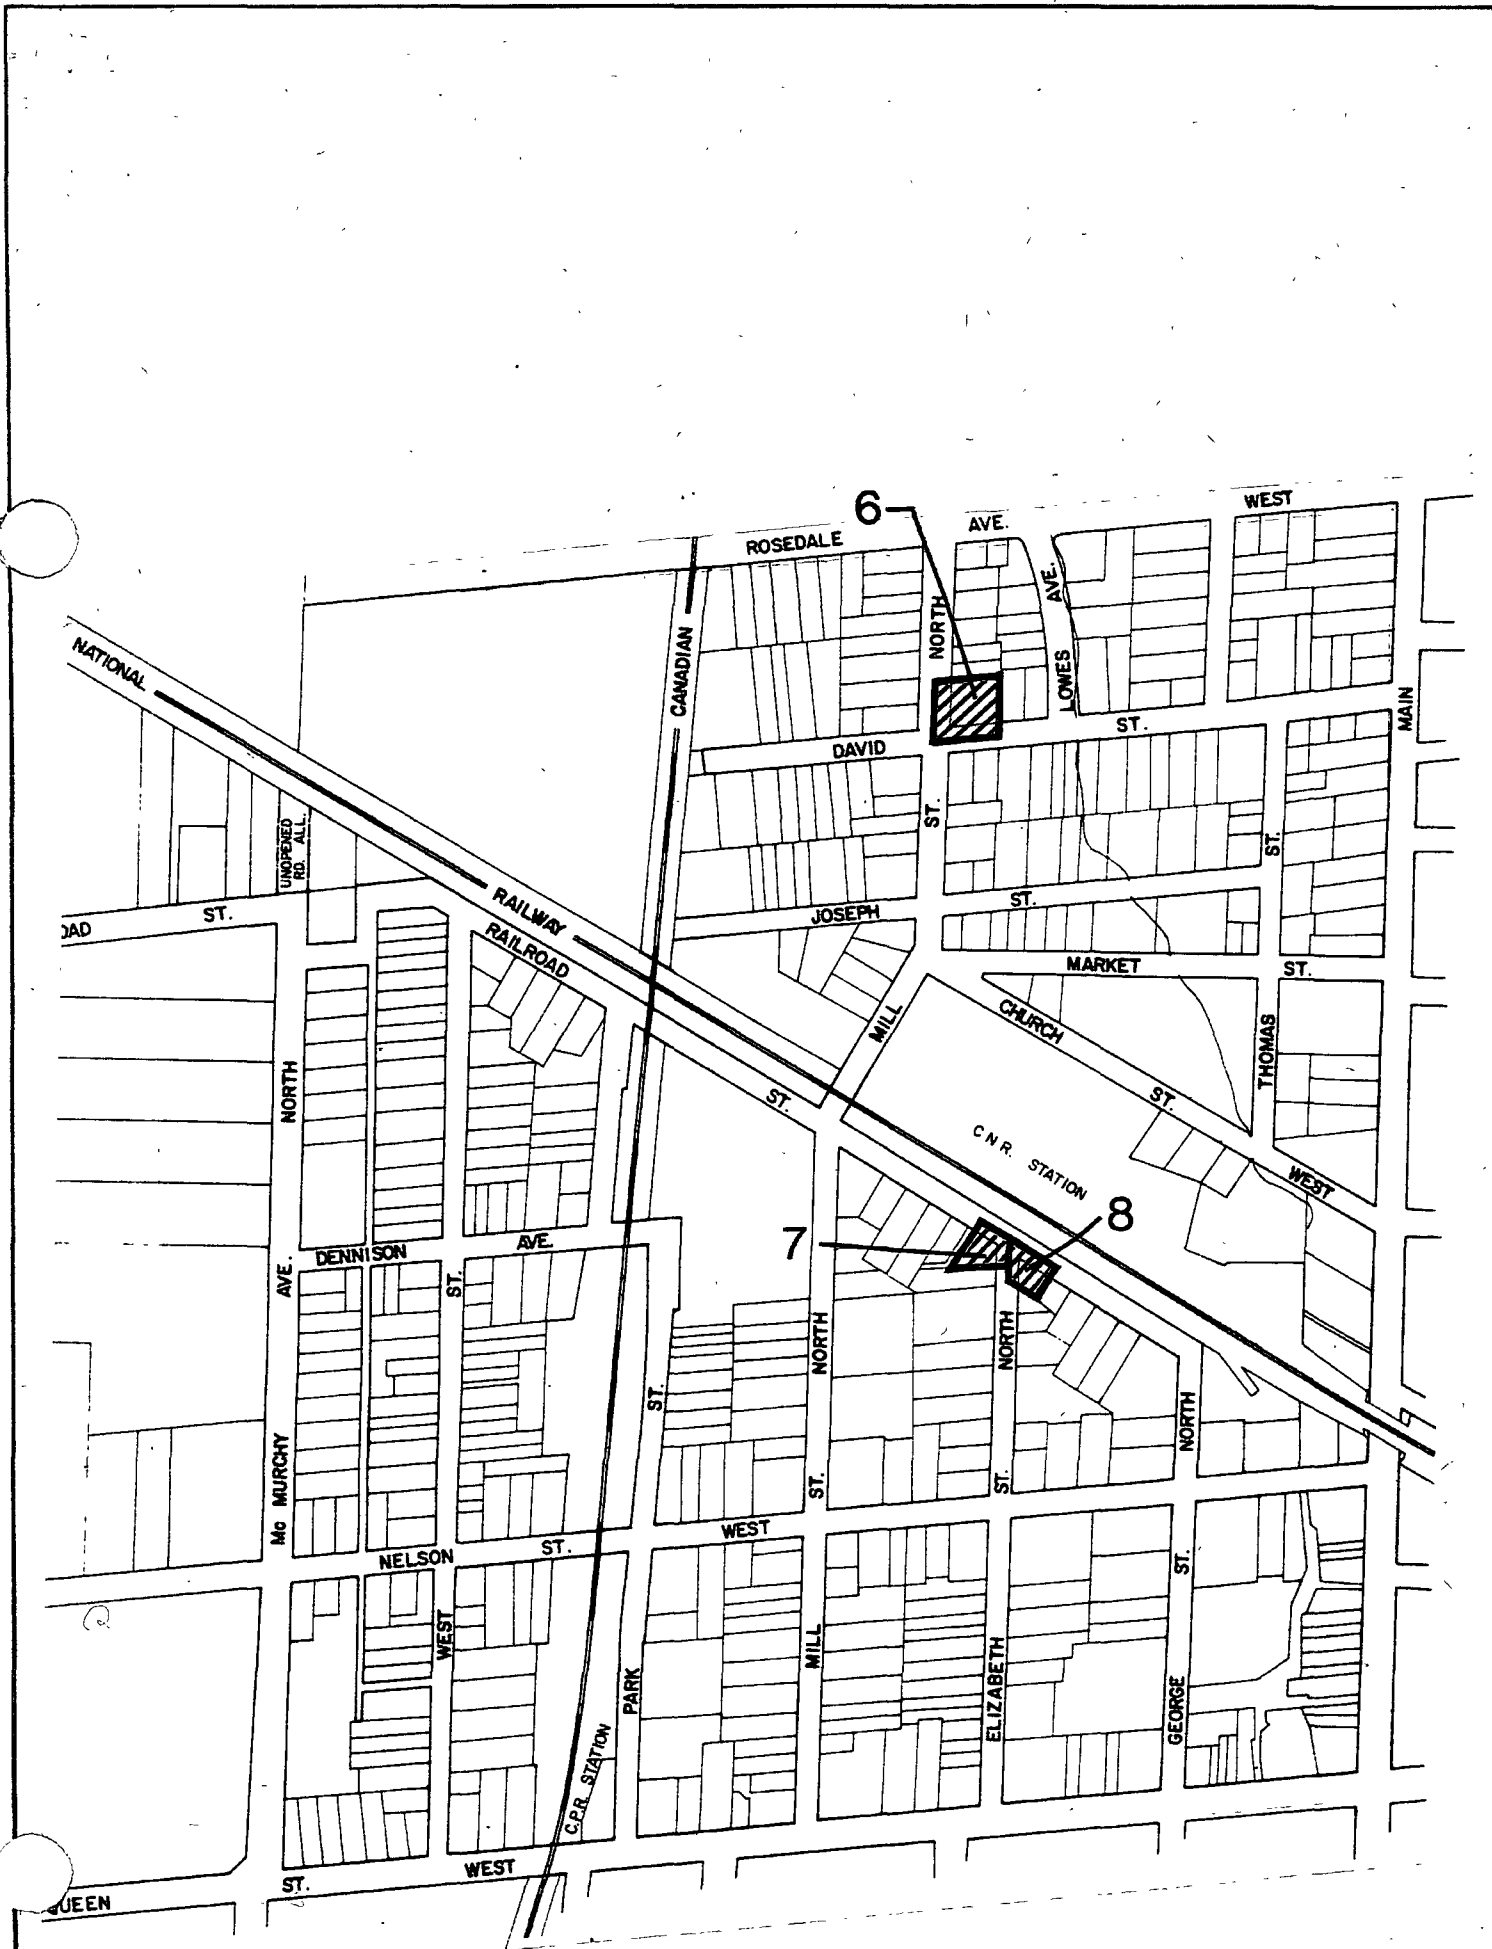 6
WEST
AVE.
ROSEDALE
NORTH
AVE.
LOWES
NATIONAL
CANADIAN
MAIN
ST.
DAVID
ST.
ST.
UNOPENED
RD. ALL.
RAILWAY
RAILROAD
ST.
JOSEPH
ST.
OAD
MARKET
ST.
MILL
CHURCH
THOMAS
NORTH
ST.
ST.
C N R. STATION
WEST
8
7
DENNISON
AVE.
AVE.
ST.
NORTH
NORTH
ST.
NORTH
Mc MURCHY
ST.
ST.
WEST
NELSON
ST.
ST.
WEST
MILL
ELIZABETH
PARK
GEORGE
C.P.R. STATION
WEST
ST.
QUEEN